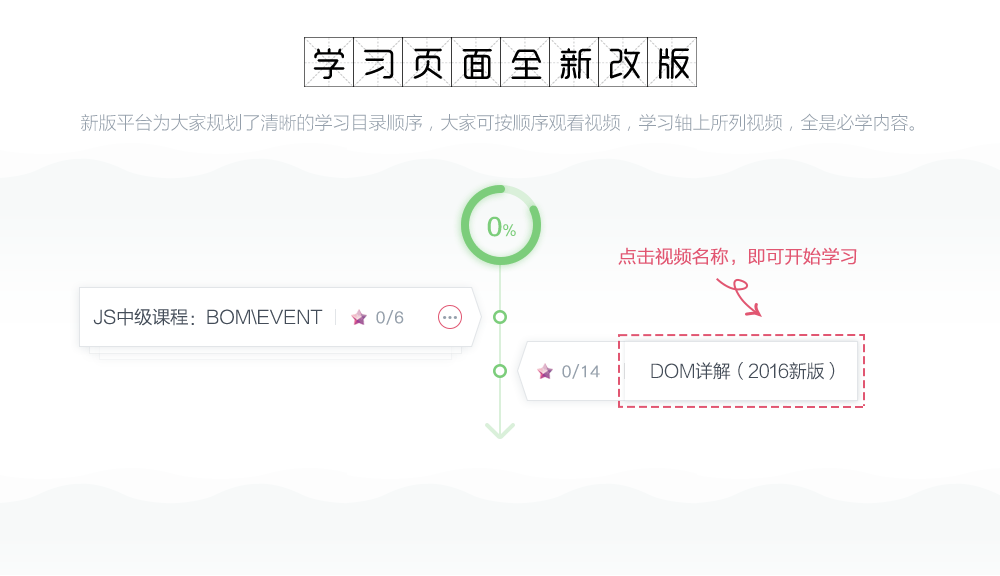 学习页面全新改版
新版平台为大家规划了清晰的学习目录顺序，大家可按顺序观看视频，学习轴上所列视频，全是必学内容。
0%
点击视频名称，即可开始学习
JS中级课程：BOM\EVENT 0/6
0/14 DOM详解（2016新版）